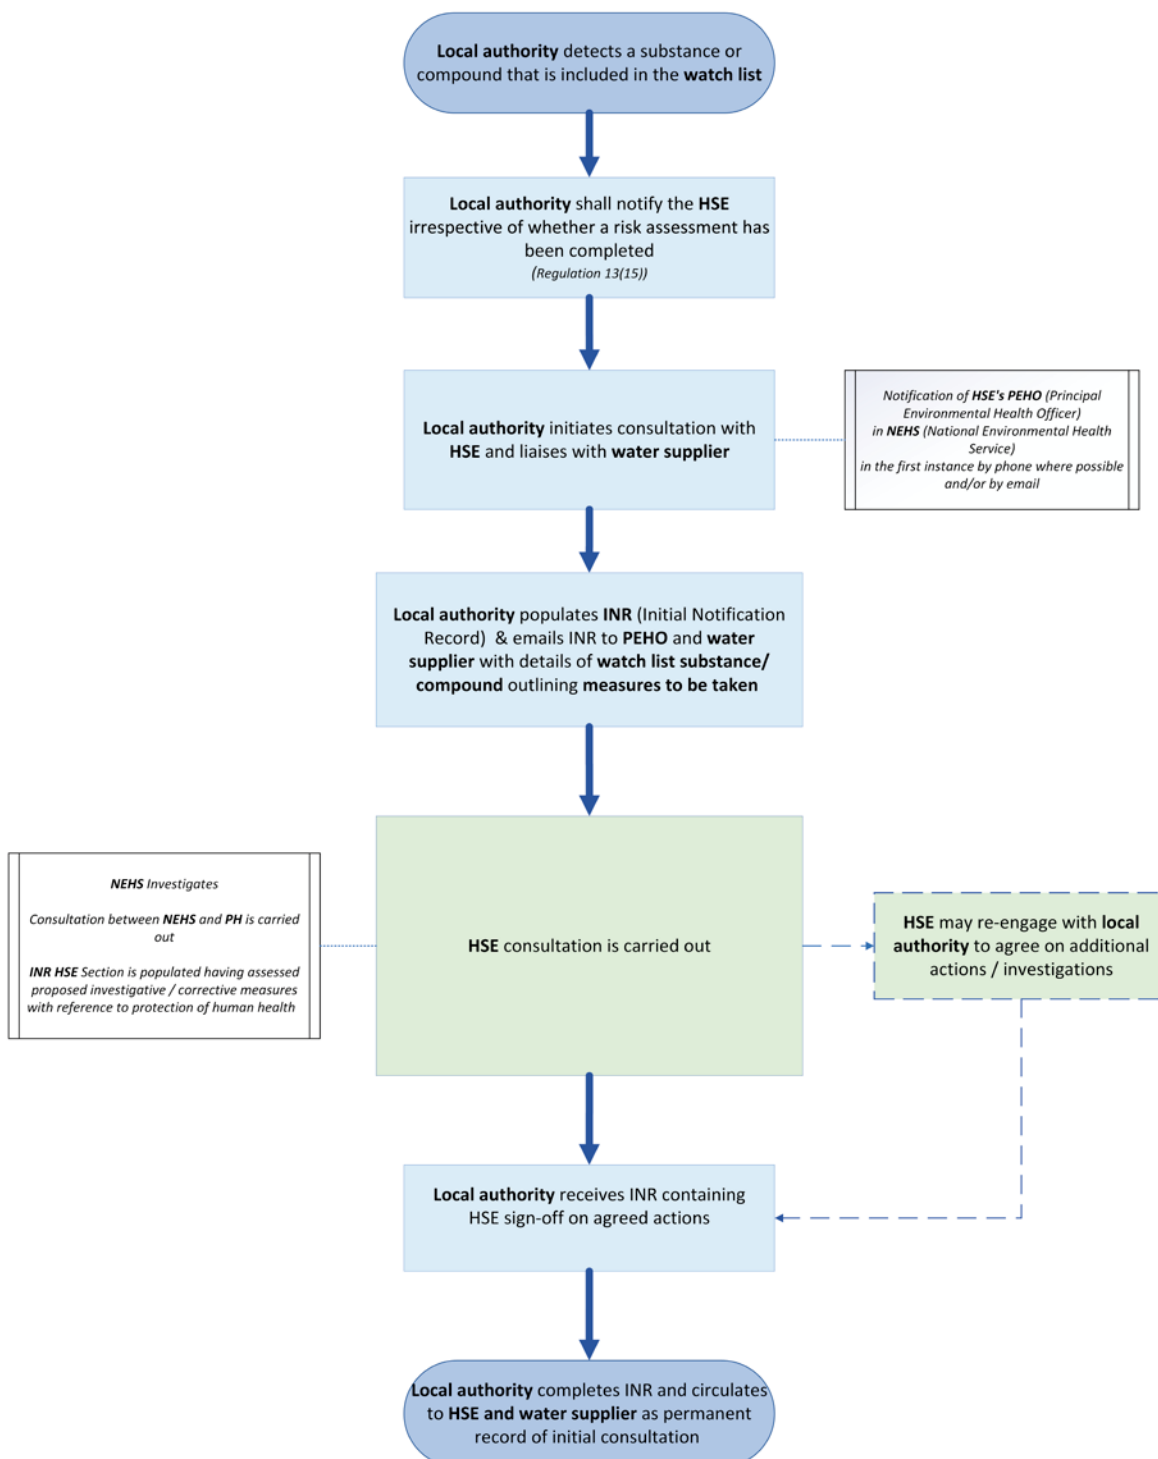 Local authority detects a substance or
compound that is included in the watch list
Local authority shall notify the HSE
irrespective of whether a risk assessment has
been completed
(Regulation 13(15))
Local authority initiates consultation with
HSE and liaises with water supplier
Notification of HSE's PEHO (Principal
Environmental Health Officer)
in NEHS (National Environmental Health
Service)
in the first instance by phone where possible
and/or by email
Local authority populates INR (Initial Notification
Record) & emails INR to PEHO and water
supplier with details of watch list substance/
compound outlining measures to be taken
NEHS Investigates
Consultation between NEHS and PH is carried
out
INR HSE Section is populated having assessed
proposed investigative / corrective measures
with reference to protection of human health
HSE consultation is carried out
HSE may re-engage with local
authority to agree on additional
actions / investigations
Local authority receives INR containing
HSE sign-off on agreed actions
Local authority completes INR and circulates
to HSE and water supplier as permanent
record of initial consultation